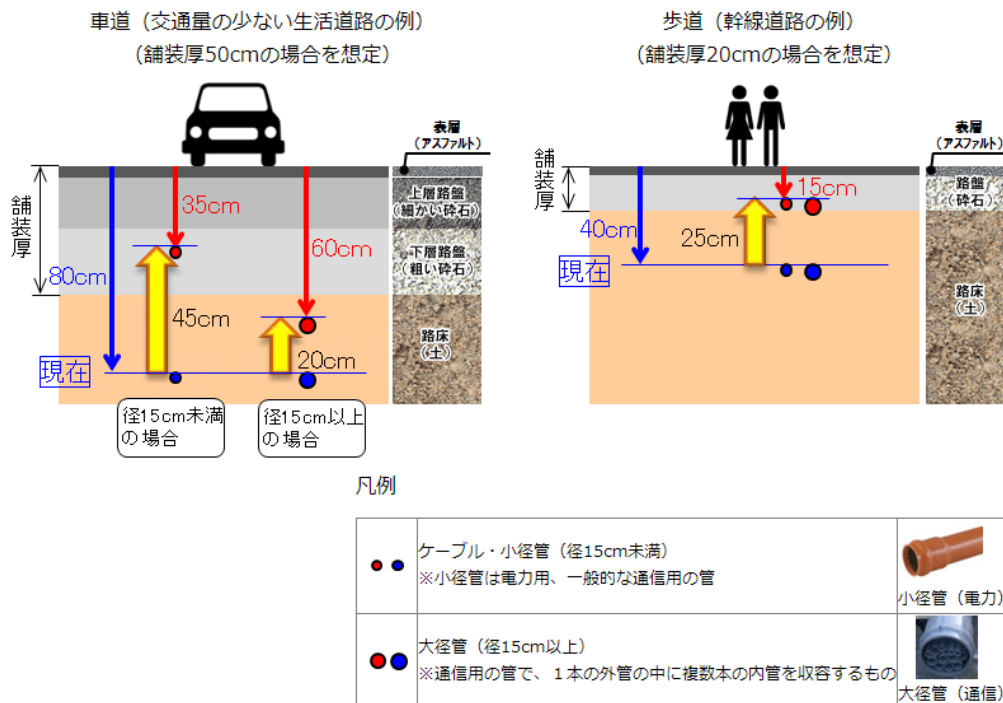 車道（交通量の少ない生活道路の例）
（舗装厚50cmの場合を想定）
表層
（アスファルト）
舗装厚
35cm
60cm
80cm
45cm
20cm
現在
上層路盤
（細かい砕石）
下層路盤
（粗い砕石）
路床
（土）
径15cm未満
の場合
径15cm以上
の場合
歩道（幹線道路の例）
（舗装厚20cmの場合を想定）
表層
（アスファルト）
舗装厚
15cm
40cm
25cm
現在
路盤
（砕石）
路床
（土）
凡例
ケーブル・小径管（径15cm未満）
※小径管は電力用、一般的な通信用の管
小径管（電力）
大径管（径15cm以上）
※通信用の管で、１本の外管の中に複数本の内管を収容するもの
大径管（通信）